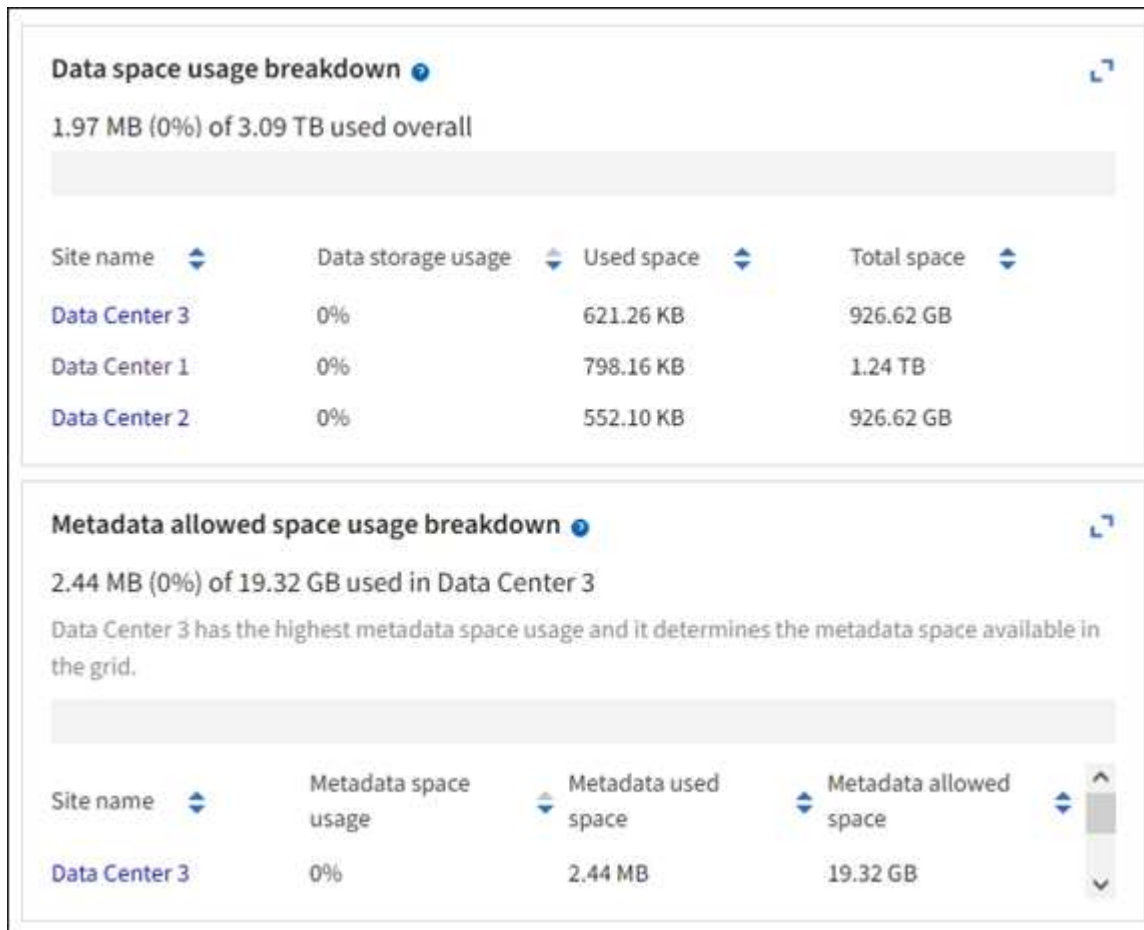 Data space usage breakdown
1.97 MB (0%) of 3.09 TB used overall
Site name Data storage usage Used space Total space
Data Center 3 0% 621.26 KB 926.62 GB
Data Center 1 0% 798.16 KB 1.24 TB
Data Center 2 0% 552.10 KB 926.62 GB
Metadata allowed space usage breakdown
2.44 MB (0%) of 19.32 GB used in Data Center 3
Data Center 3 has the highest metadata space usage and it determines the metadata space available in
the grid.
Site name Metadata space usage Metadata used space Metadata allowed space
Data Center 3 0% 2.44 MB 19.32 GB